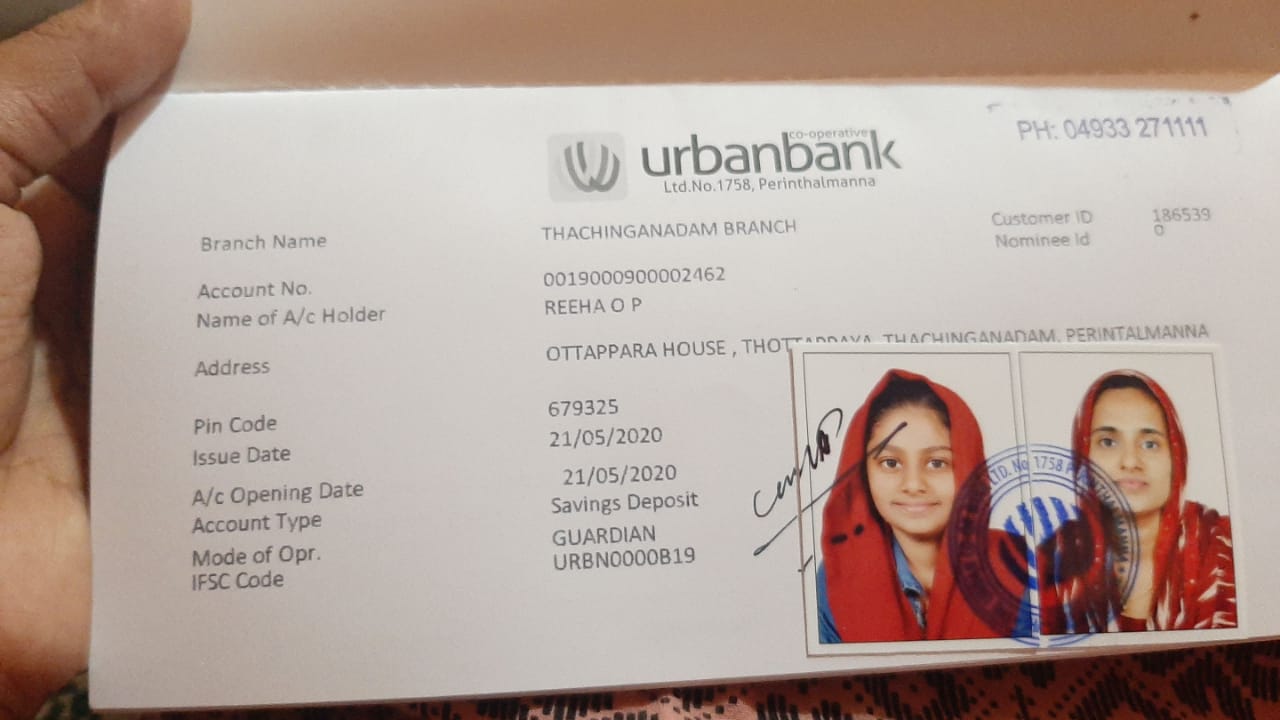 PH: 04933 271111
co-operative
urbanbank
Ltd.No.1758, Perinthalmanna
Branch Name THACHINGANADAM BRANCH
Customer ID 186539
Nominee Id 0
Account No. 0019000900002462
Name of A/c Holder REEHA O P
Address OTTAPPARA HOUSE , THACHINGANADAM, PERINTALMANNA
Pin Code 679325
Issue Date 21/05/2020
A/c Opening Date 21/05/2020
Account Type Savings Deposit
Mode of Opr. GUARDIAN
IFSC Code URBN0000B19
LTD. No 1758 P